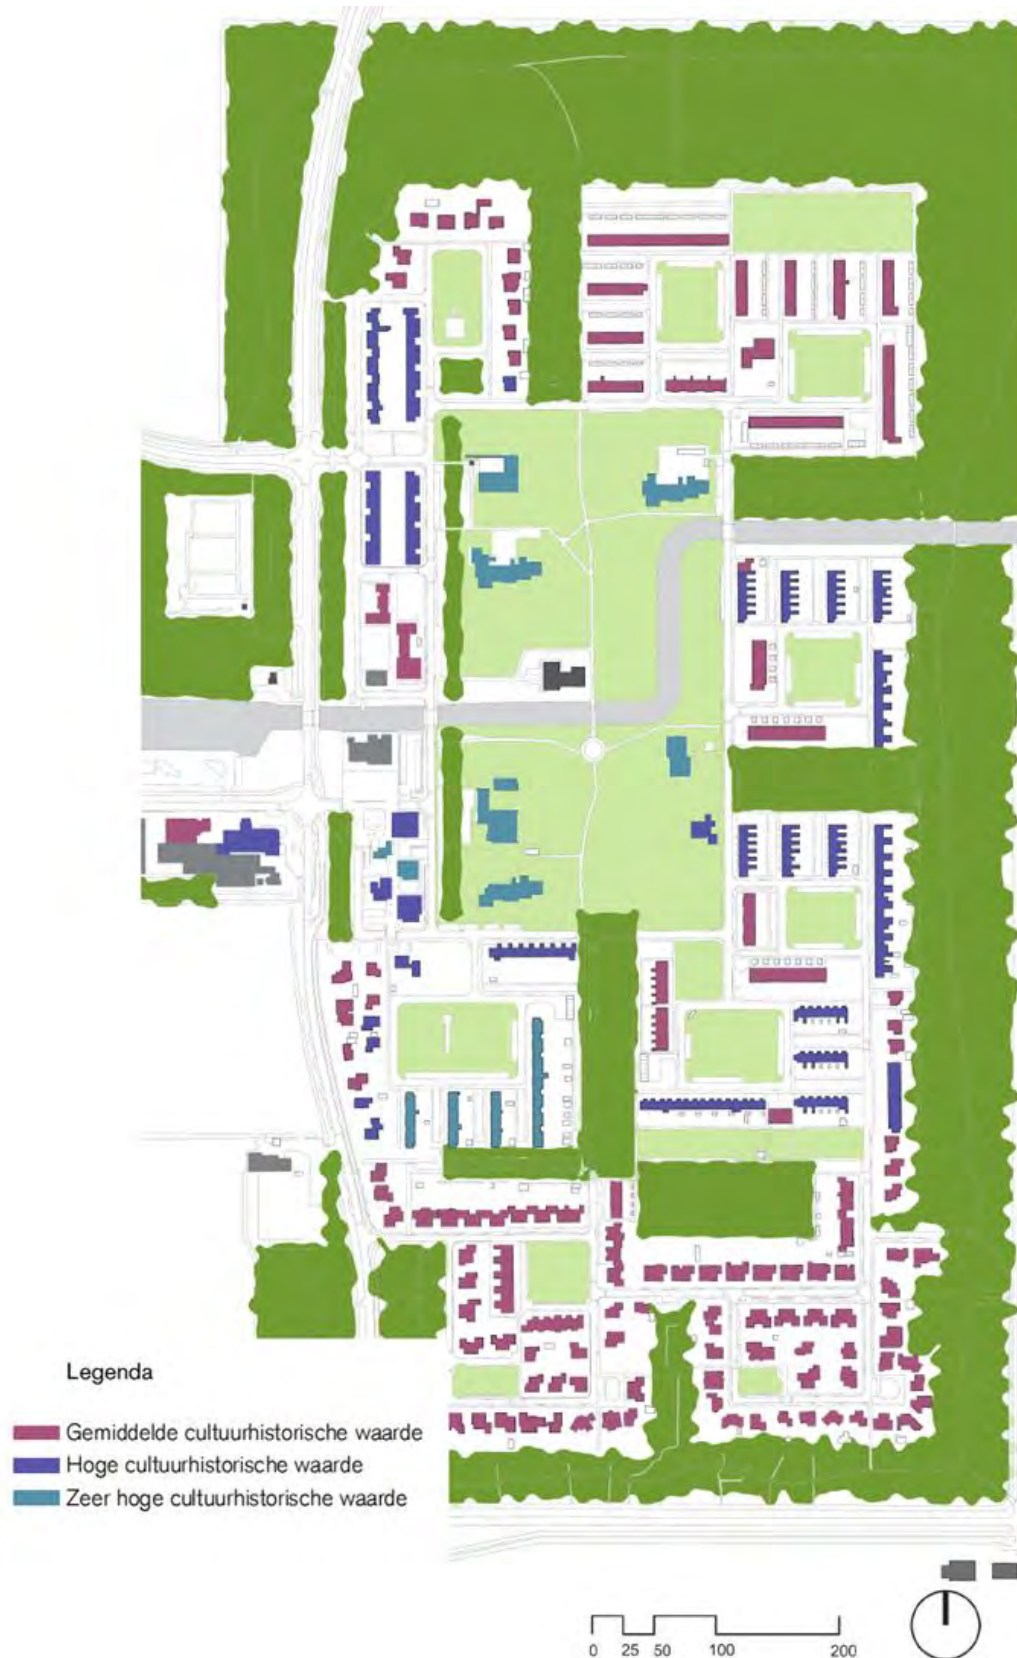 Legenda
Gemiddelde cultuurhistorische waarde
Hoge cultuurhistorische waarde
Zeer hoge cultuurhistorische waarde
0 25 50 100 200